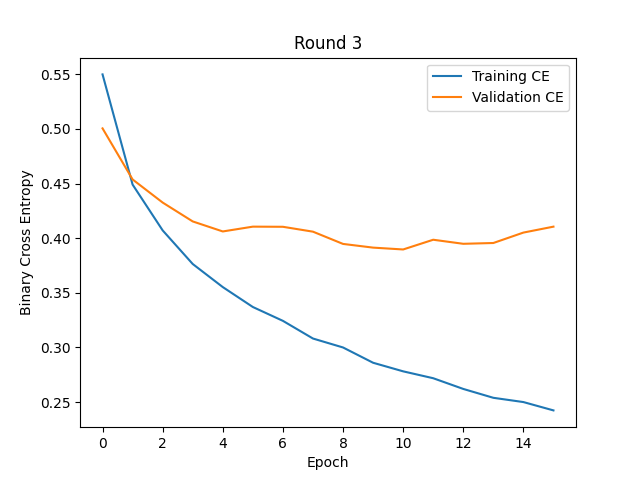 Round 3
Training CE
Validation CE
Binary Cross Entropy
0.55
0.50
0.45
0.40
0.35
0.30
0.25
0 2 4 6 8 10 12 14
Epoch